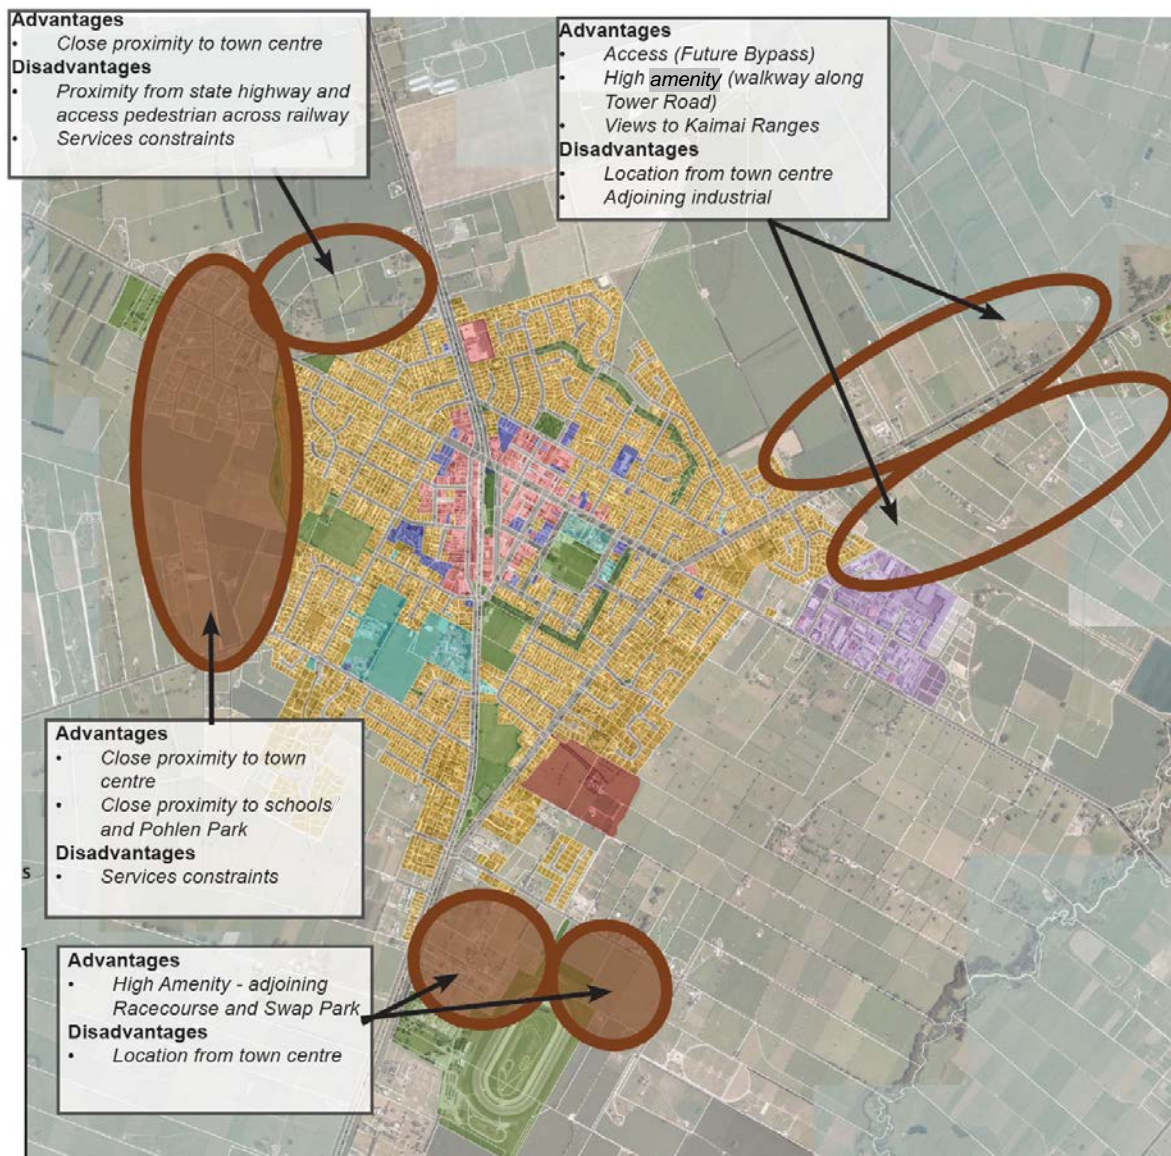 Advantages
• Close proximity to town centre
Disadvantages
• Proximity from state highway and
access pedestrian across railway
• Services constraints
Advantages
• Access (Future Bypass)
• High amenity (walkway along
Tower Road)
• Views to Kaimai Ranges
Disadvantages
• Location from town centre
• Adjoining industrial
Advantages
• Close proximity to town
centre
• Close proximity to schools
and Pohlen Park
Disadvantages
• Services constraints
s
Advantages
• High Amenity - adjoining
Racecourse and Swap Park
Disadvantages
• Location from town centre